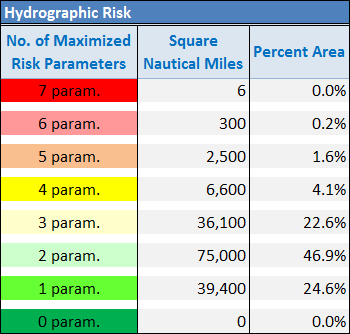 Hydrographic Risk
No. of Maximized Risk Parameters Square Nautical Miles Percent Area
7 param. 6 0.0%
6 param. 300 0.2%
5 param. 2,500 1.6%
4 param. 6,600 4.1%
3 param. 36,100 22.6%
2 param. 75,000 46.9%
1 param. 39,400 24.6%
0 param. 0 0.0%